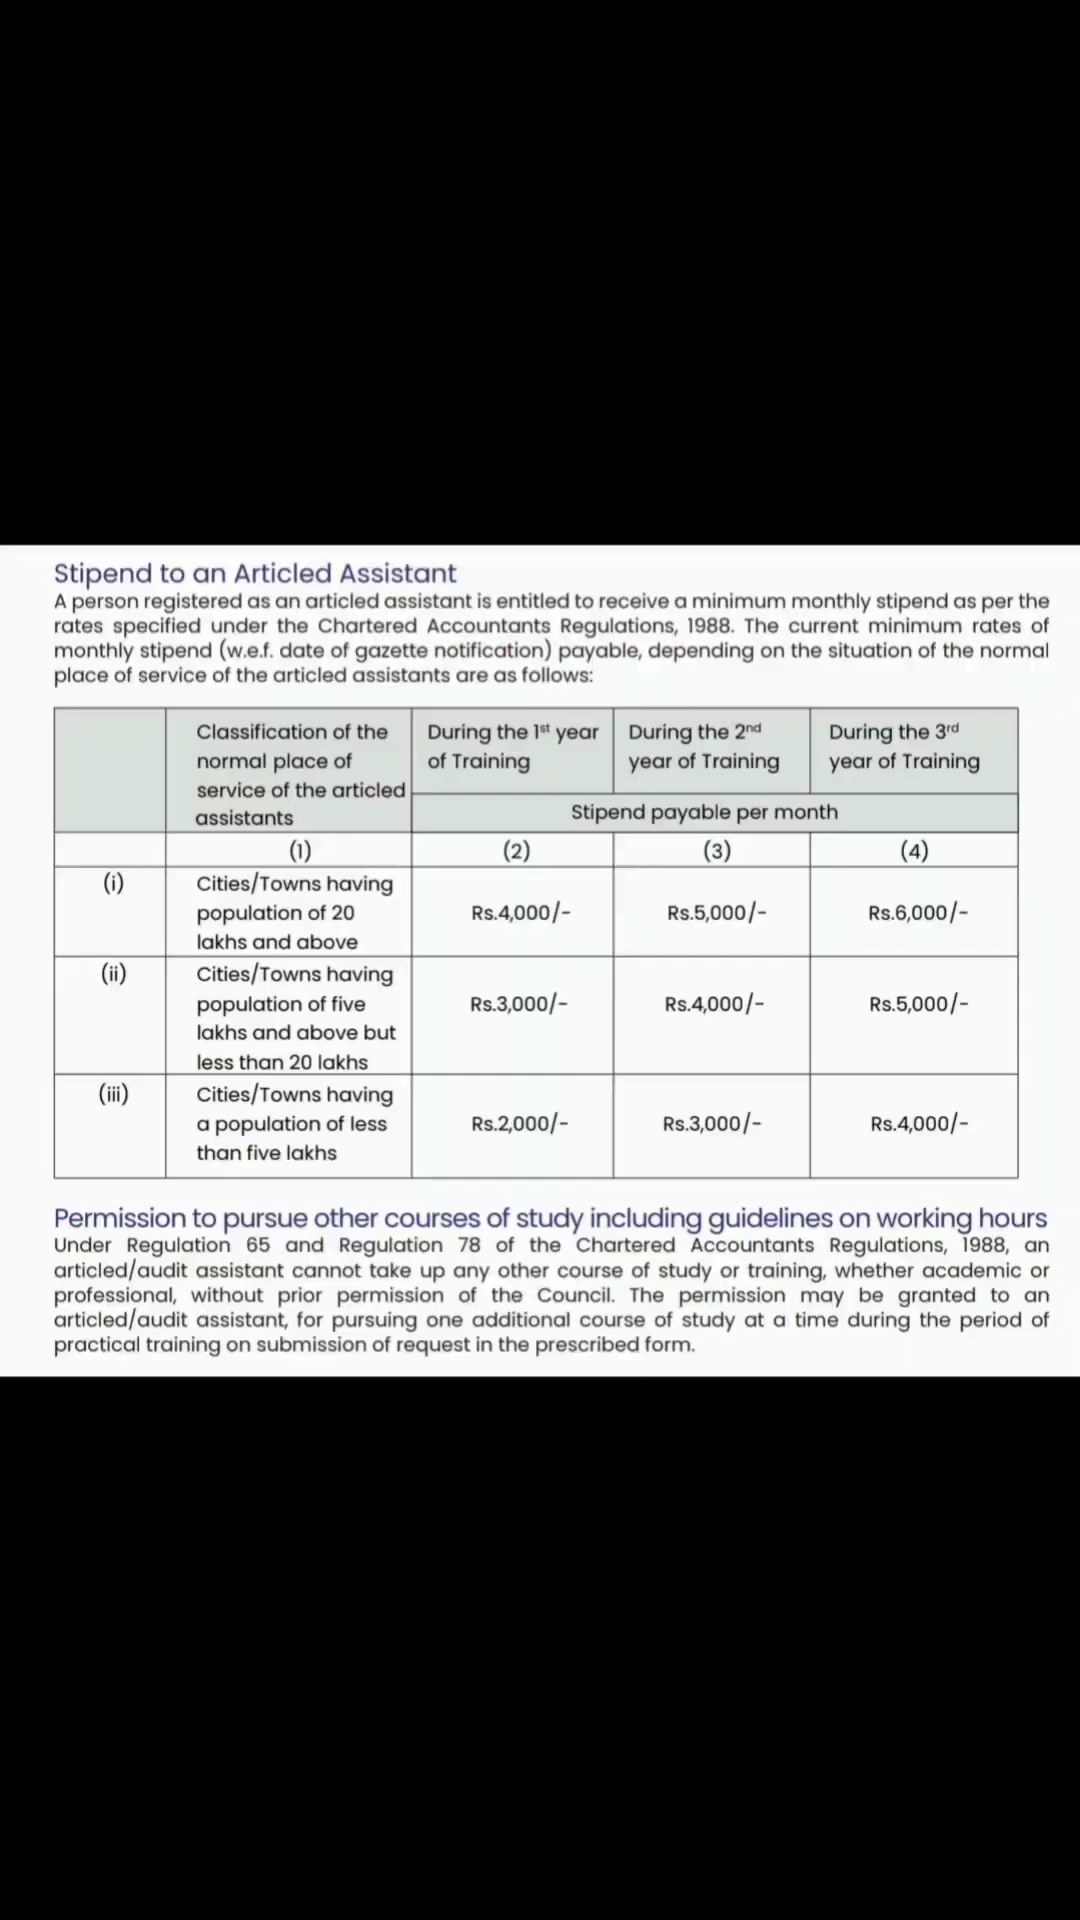 Stipend to an Articled Assistant
A person registered as an articled assistant is entitled to receive a minimum monthly stipend as per the
rates specified under the Chartered Accountants Regulations, 1988. The current minimum rates of
monthly stipend (w.e.f. date of gazette notification) payable, depending on the situation of the normal
place of service of the articled assistants are as follows:
Classification of the
normal place of
service of the articled
assistants
During the 1st year
of Training
During the 2nd
year of Training
During the 3rd
year of Training
Stipend payable per month
(1) (2) (3) (4)
(i)
Cities/Towns having
population of 20
lakhs and above
Rs.4,000/- Rs.5,000/- Rs.6,000/-
(ii)
Cities/Towns having
population of five
lakhs and above but
less than 20 lakhs
Rs.3,000/- Rs.4,000/- Rs.5,000/-
(iii)
Cities/Towns having
a population of less
than five lakhs
Rs.2,000/- Rs.3,000/- Rs.4,000/-
Permission to pursue other courses of study including guidelines on working hours
Under Regulation 65 and Regulation 78 of the Chartered Accountants Regulations, 1988, an
articled/audit assistant cannot take up any other course of study or training, whether academic or
professional, without prior permission of the Council. The permission may be granted to an
articled/audit assistant, for pursuing one additional course of study at a time during the period of
practical training on submission of request in the prescribed form.